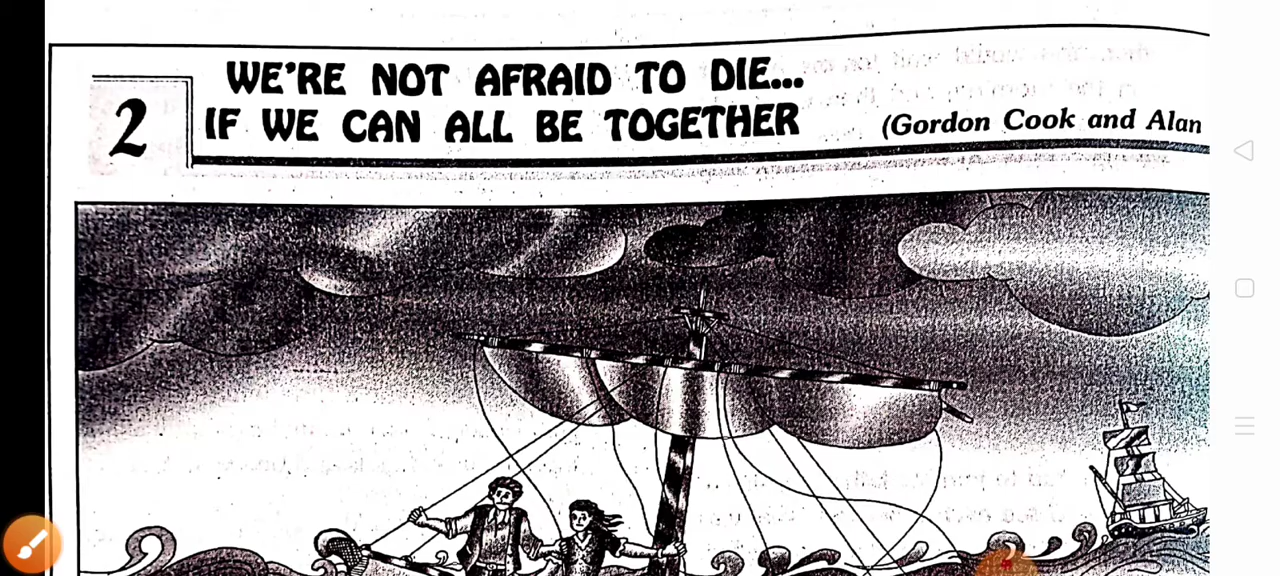 2
WE'RE NOT AFRAID TO DIE...
IF WE CAN ALL BE TOGETHER
(Gordon Cook and Alan